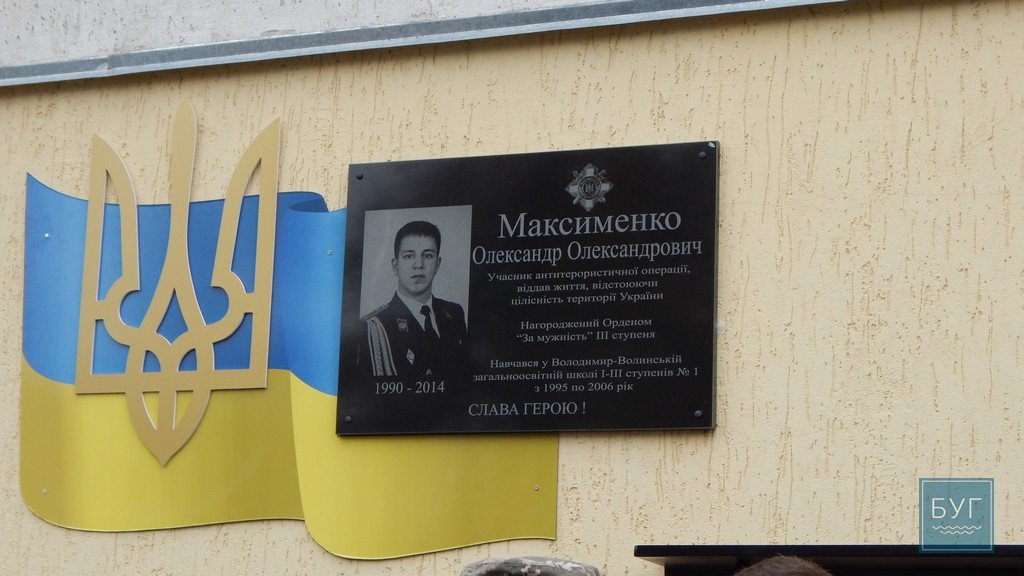 Максименко
Олександр Олександрович
Учасник антитерористичної операції,
віддав життя, відстоюючи
цілісність території України
Нагороджений Орденом
“За мужність” ІІІ ступеня
Навчався у Володимир-Волинській
загальноосвітній школі І-ІІІ ступенів № 1
з 1995 по 2006 рік
1990 - 2014
СЛАВА ГЕРОЮ !
БУГ